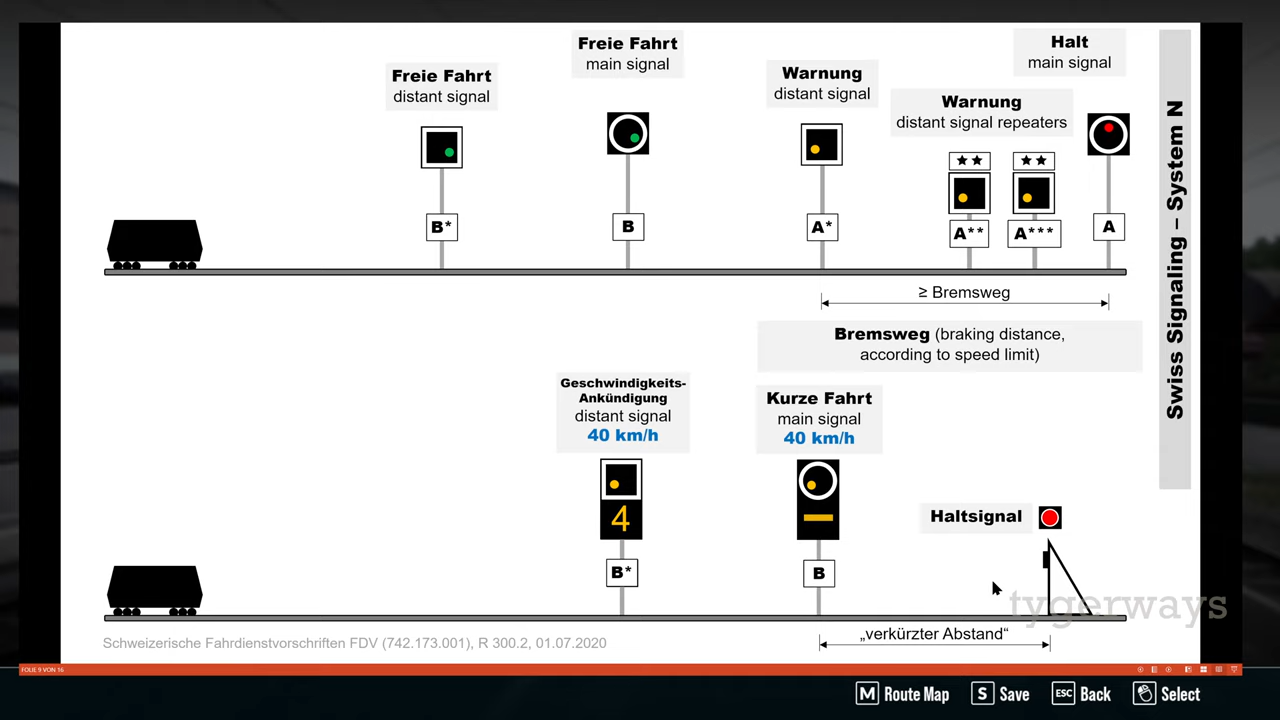 Freie Fahrt
distant signal
Freie Fahrt
main signal
Warnung
distant signal
Warnung
distant signal repeaters
Halt
main signal
★★
★★
B*
B
A*
A**
A***
A
≥ Bremsweg
Bremsweg (braking distance,
according to speed limit)
Swiss Signaling – System N
Geschwindigkeits-
Ankündigung
distant signal
40 km/h
Kurze Fahrt
main signal
40 km/h
4
Haltsignal
B*
B
tygerways
„verkürzter Abstand“
Schweizerische Fahrdienstvorschriften FDV (742.173.001), R 300.2, 01.07.2020
FOLIE 9 VON 16
M Route Map
S Save
ESC Back
Select